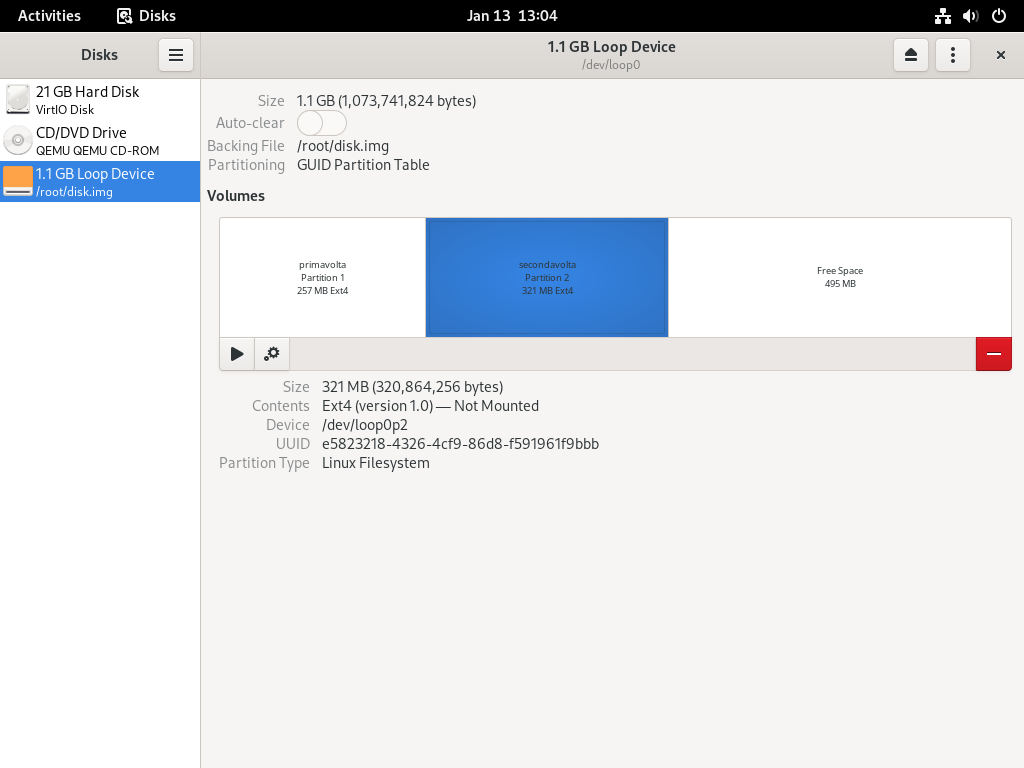 Activities
Disks
Jan 13 13:04
Disks
1.1 GB Loop Device
/dev/loop0
21 GB Hard Disk
VirtIO Disk
CD/DVD Drive
QEMU QEMU CD-ROM
1.1 GB Loop Device
/root/disk.img
Size 1.1 GB (1,073,741,824 bytes)
Auto-clear
Backing File /root/disk.img
Partitioning GUID Partition Table
Volumes
primavolta
Partition 1
257 MB Ext4
secondavolta
Partition 2
321 MB Ext4
Free Space
495 MB
Size 321 MB (320,864,256 bytes)
Contents Ext4 (version 1.0) — Not Mounted
Device /dev/loop0p2
UUID e5823218-4326-4cf9-86d8-f591961f9bbb
Partition Type Linux Filesystem